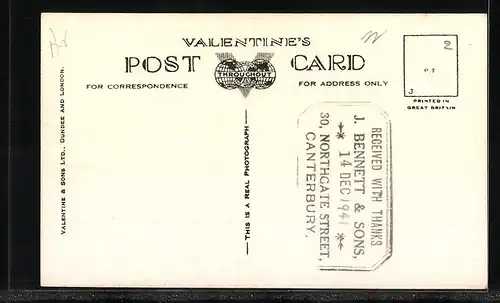 VALENTINE'S
POST CARD
THROUGHOUT
FOR CORRESPONDENCE
FOR ADDRESS ONLY
2
P.T
J.
PRINTED IN
GREAT BRITAIN
VALENTINE & SONS LTD., DUNDEE AND LONDON.
THIS IS A REAL PHOTOGRAPH
RECEIVED WITH THANKS
J. BENNETT & SONS,
14 DEC 1941
30, NORTHGATE STREET,
CANTERBURY.